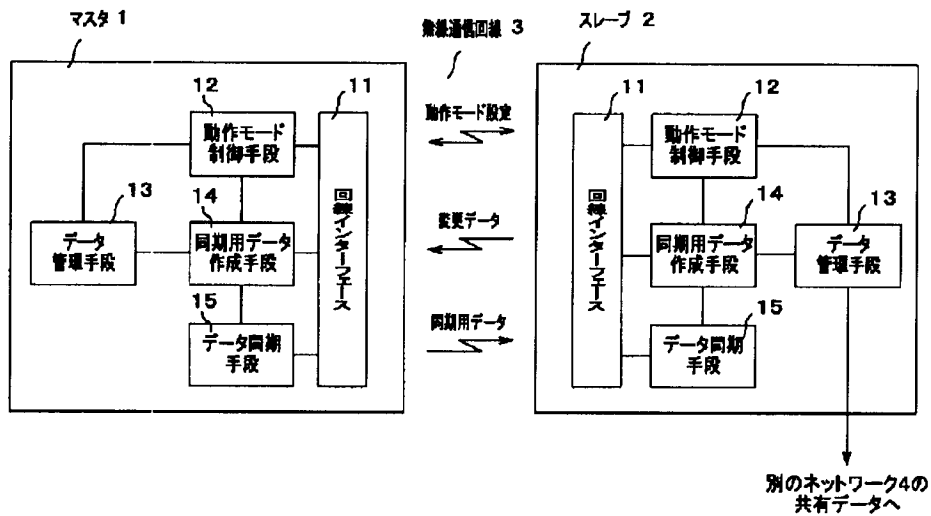 マスタ 1
無線通信回線 3
スレーブ 2
12
11
動作モード
制御手段
13
14
データ
管理手段
同期用データ
作成手段
回線インターフェース
15
データ同期
手段
動作モード設定
変更データ
同期用データ
11
12
回線インターフェース
動作モード
制御手段
14
13
同期用データ
作成手段
データ
管理手段
15
データ同期
手段
別のネットワーク4の
共有データへ